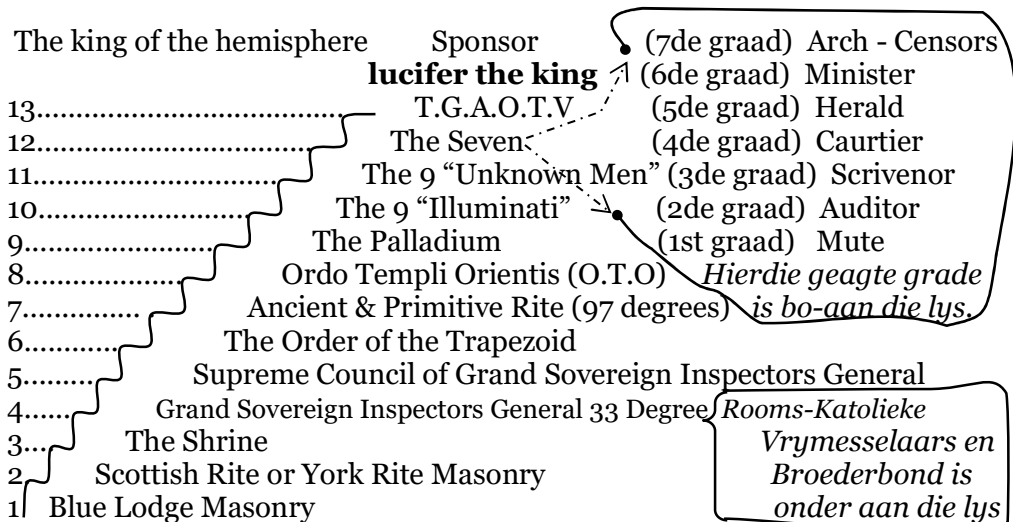 The king of the hemisphere Sponsor (7de graad) Arch - Censors
lucifer the king (6de graad) Minister
13.......................................... T.G.A.O.T.V (5de graad) Herald
12....................................... The Seven (4de graad) Caurtier
11.................................. The 9 “Unknown Men” (3de graad) Scrivenor
10.............................. The 9 “Illuminati” (2de graad) Auditor
9.......................... The Palladium (1st graad) Mute
8...................... Ordo Templi Orientis (O.T.O) Hierdie geagte grade
7................. Ancient & Primitive Rite (97 degrees) is bo-aan die lys.
6............. The Order of the Trapezoid
5......... Supreme Council of Grand Sovereign Inspectors General
4....... Grand Sovereign Inspectors General 33 Degree Rooms-Katolieke
3.... The Shrine Vrymesselaars en
2 Scottish Rite or York Rite Masonry Broederbond is
1 Blue Lodge Masonry onder aan die lys